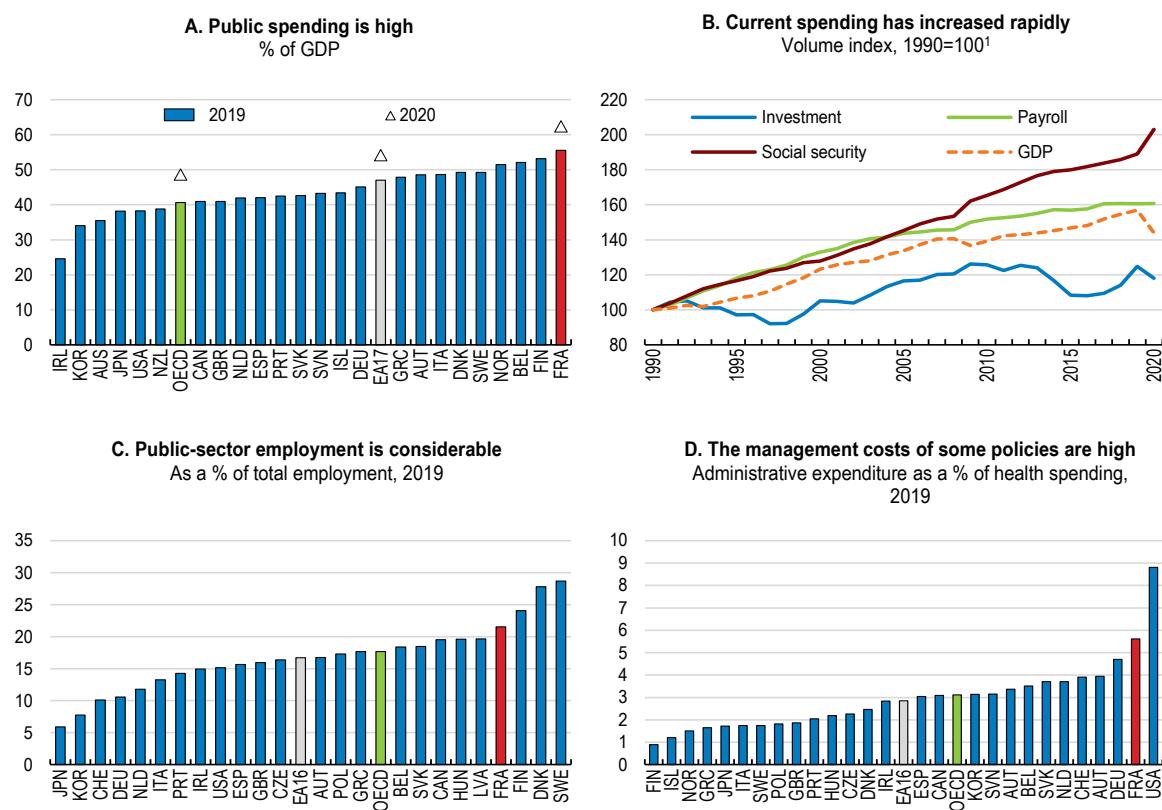 A. Public spending is high
% of GDP
70
60
50
40
30
20
10
0
2019
2020
IRL
KOR
AUS
JPN
USA
NZL
OECD
CAN
GBR
NLD
ESP
PRT
SVK
SVN
ISL
DEU
EA17
GRC
AUT
ITA
DNK
SWE
NOR
BEL
FIN
FRA
B. Current spending has increased rapidly
Volume index, 1990=100¹
220
200
180
160
140
120
100
80
Investment
Payroll
Social security
GDP
1990
1995
2000
2005
2010
2015
2020
C. Public-sector employment is considerable
As a % of total employment, 2019
35
30
25
20
15
10
5
0
JPN
KOR
CHE
DEU
NLD
ITA
PRT
IRL
USA
ESP
GBR
CZE
EA16
AUT
POL
GRC
OECD
BEL
SVK
CAN
HUN
LVA
FRA
FIN
DNK
SWE
D. The management costs of some policies are high
Administrative expenditure as a % of health spending,
2019
10
9
8
7
6
5
4
3
2
1
0
FIN
ISL
NOR
GRC
JPN
ITA
SWE
POL
GBR
PRT
HUN
CZE
DNK
IRL
EA16
ESP
CAN
OECD
KOR
SVN
AUT
BEL
SVK
NLD
CHE
AUT
DEU
FRA
USA